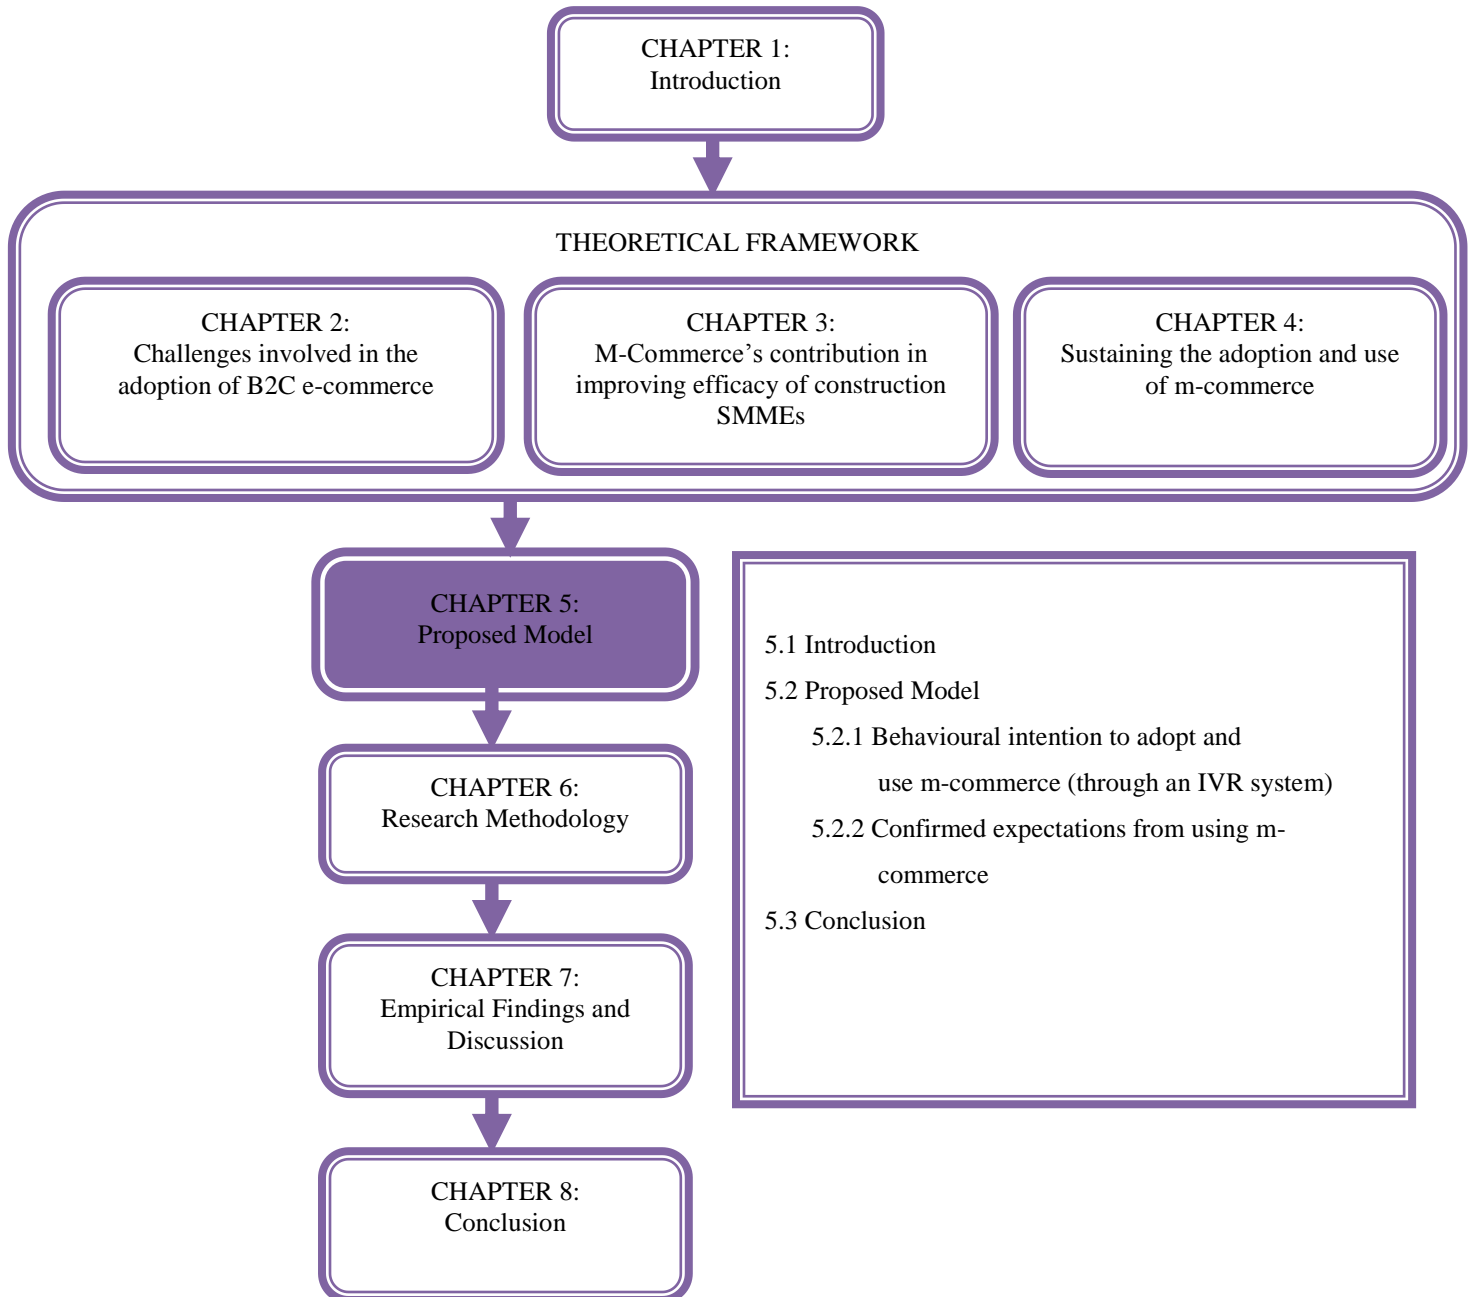 CHAPTER 1:
Introduction
THEORETICAL FRAMEWORK
CHAPTER 2:
Challenges involved in the
adoption of B2C e-commerce
CHAPTER 3:
M-Commerce’s contribution in
improving efficacy of construction
SMMEs
CHAPTER 4:
Sustaining the adoption and use
of m-commerce
CHAPTER 5:
Proposed Model
5.1 Introduction
5.2 Proposed Model
5.2.1 Behavioural intention to adopt and
use m-commerce (through an IVR system)
5.2.2 Confirmed expectations from using m-
commerce
5.3 Conclusion
CHAPTER 6:
Research Methodology
CHAPTER 7:
Empirical Findings and
Discussion
CHAPTER 8:
Conclusion